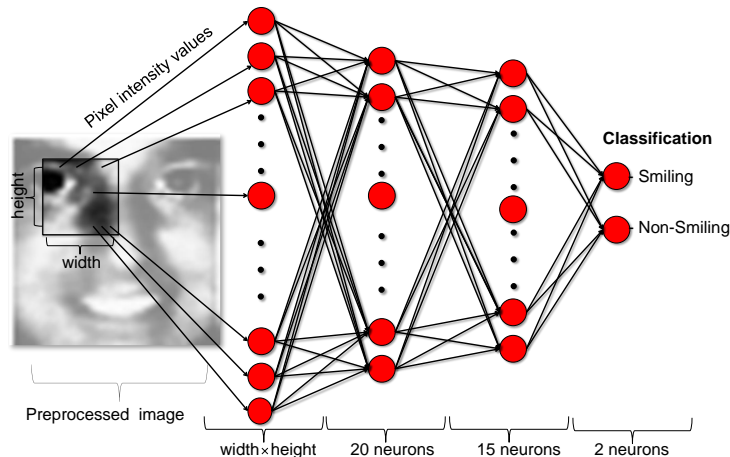 Pixel intensity values
Classification
Smiling
Non-Smiling
height
width
Preprocessed image
width×height
20 neurons
15 neurons
2 neurons